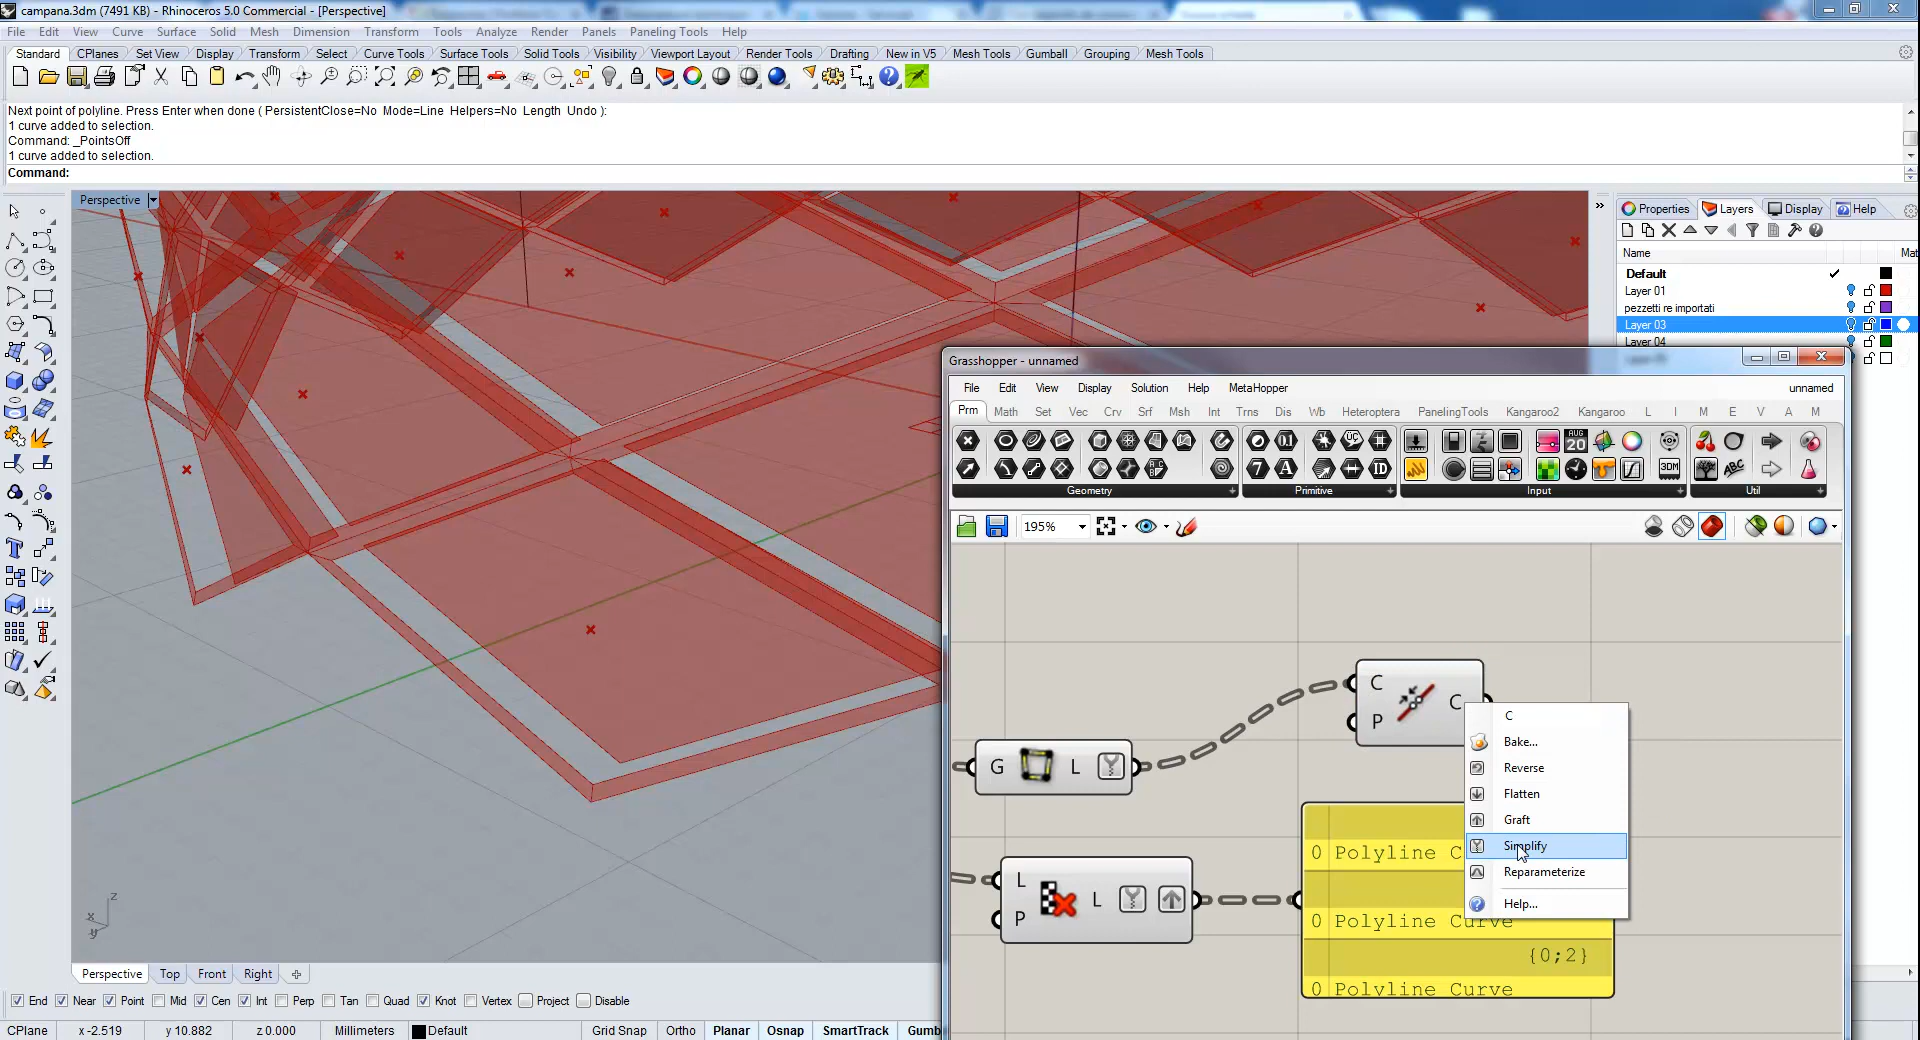 campana.3dm (7491 KB) - Rhinoceros 5.0 Commercial - [Perspective]
File Edit View Curve Surface Solid Mesh Dimension Transform Tools Analyze Render Panels Paneling Tools Help
Standard CPlanes Set View Display Transform Select Curve Tools Surface Tools Solid Tools Visibility Viewport Layout Render Tools Drafting New in V5 Mesh Tools Gumball Grouping Mesh Tools
Next point of polyline. Press Enter when done ( PersistentClose=No Mode=Line Helpers=No Length Undo ):
1 curve added to selection.
Command: _PointsOff
1 curve added to selection.
Command:
Perspective
Properties Layers Display Help
Name Mat
Default
Layer 01
pezzetti re importati
Layer 03
Layer 04
Grasshopper - unnamed
File Edit View Display Solution Help MetaHopper unnamed
Prm Math Set Vec Crv Srf Msh Int Trns Dis Wb Heteroptera PanelingTools Kangaroo2 Kangaroo L I M E V A M
Geometry Primitive Input Util
195%
C
P
C
G L
L
P
L
0 Polyline C
0 Polyline Curve
{0;2}
0 Polyline Curve
C
Bake...
Reverse
Flatten
Graft
Simplify
Reparameterize
Help...
z
x
y
Perspective Top Front Right
End Near Point Mid Cen Int Perp Tan Quad Knot Vertex Project Disable
CPlane x -2.519 y 10.882 z 0.000 Millimeters Default Grid Snap Ortho Planar Osnap SmartTrack Gumb